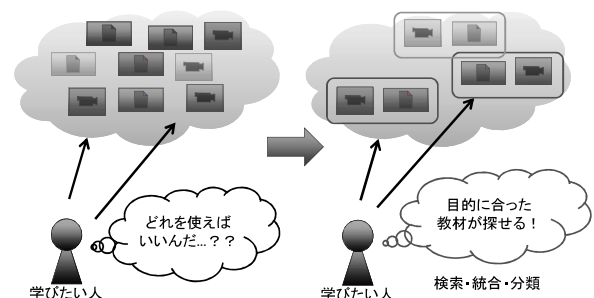 どれを使えば
いいんだ…？？
学びたい人
目的に合った
教材が探せる！
学びたい人
検索・統合・分類